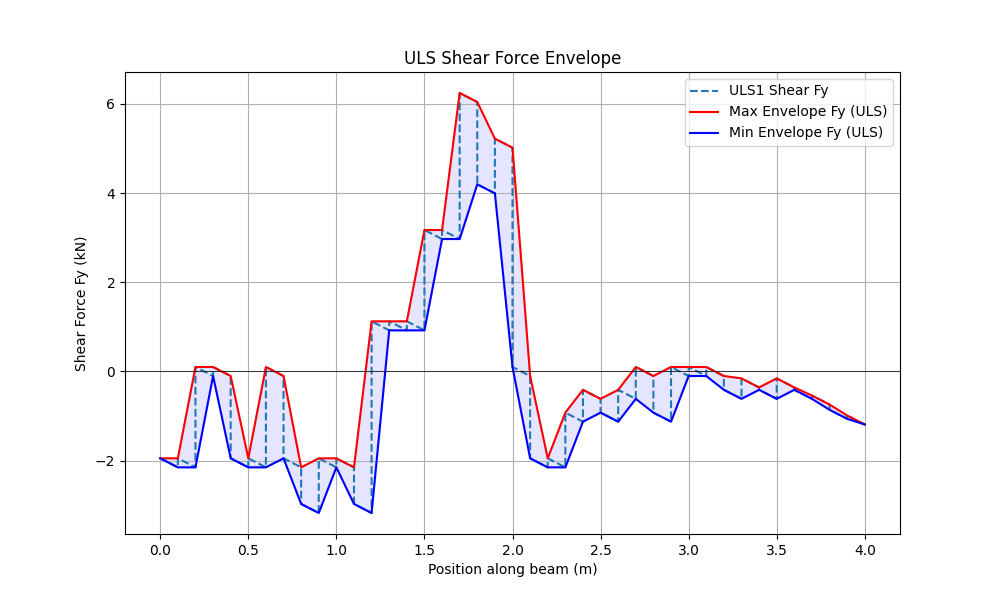 ULS Shear Force Envelope
ULS1 Shear Fy
Max Envelope Fy (ULS)
Min Envelope Fy (ULS)
Shear Force Fy (kN)
6
4
2
0
−2
0.0 0.5 1.0 1.5 2.0 2.5 3.0 3.5 4.0
Position along beam (m)